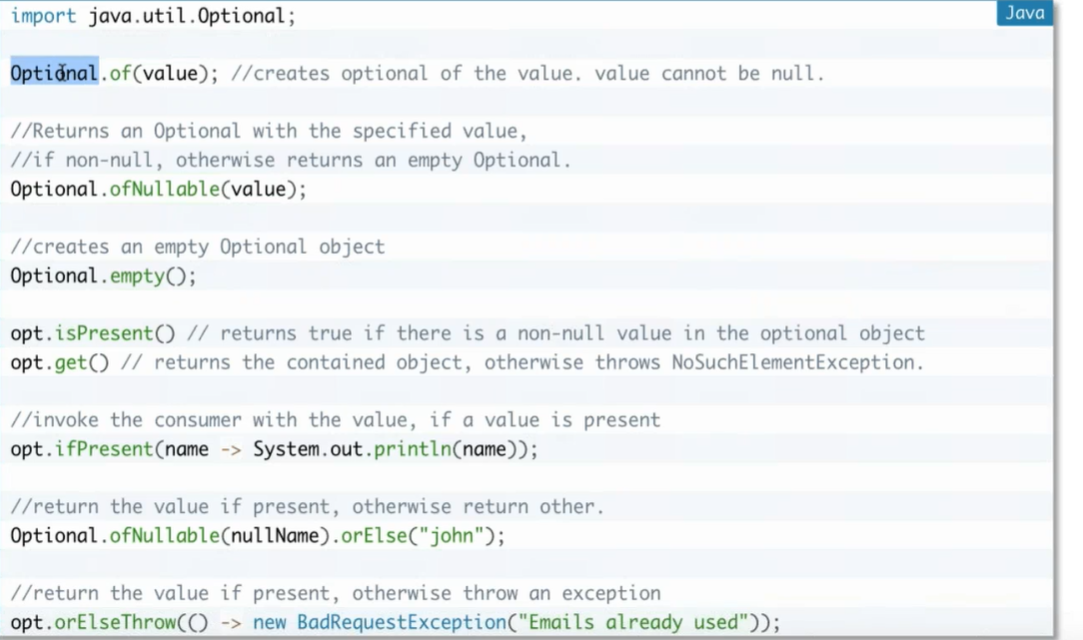 import java.util.Optional;
Java
Optional.of(value); //creates optional of the value. value cannot be null.
//Returns an Optional with the specified value,
//if non-null, otherwise returns an empty Optional.
Optional.ofNullable(value);
//creates an empty Optional object
Optional.empty();
opt.isPresent() // returns true if there is a non-null value in the optional object
opt.get() // returns the contained object, otherwise throws NoSuchElementException.
//invoke the consumer with the value, if a value is present
opt.ifPresent(name -> System.out.println(name));
//return the value if present, otherwise return other.
Optional.ofNullable(nullName).orElse("john");
//return the value if present, otherwise throw an exception
opt.orElseThrow(() -> new BadRequestException("Emails already used"));